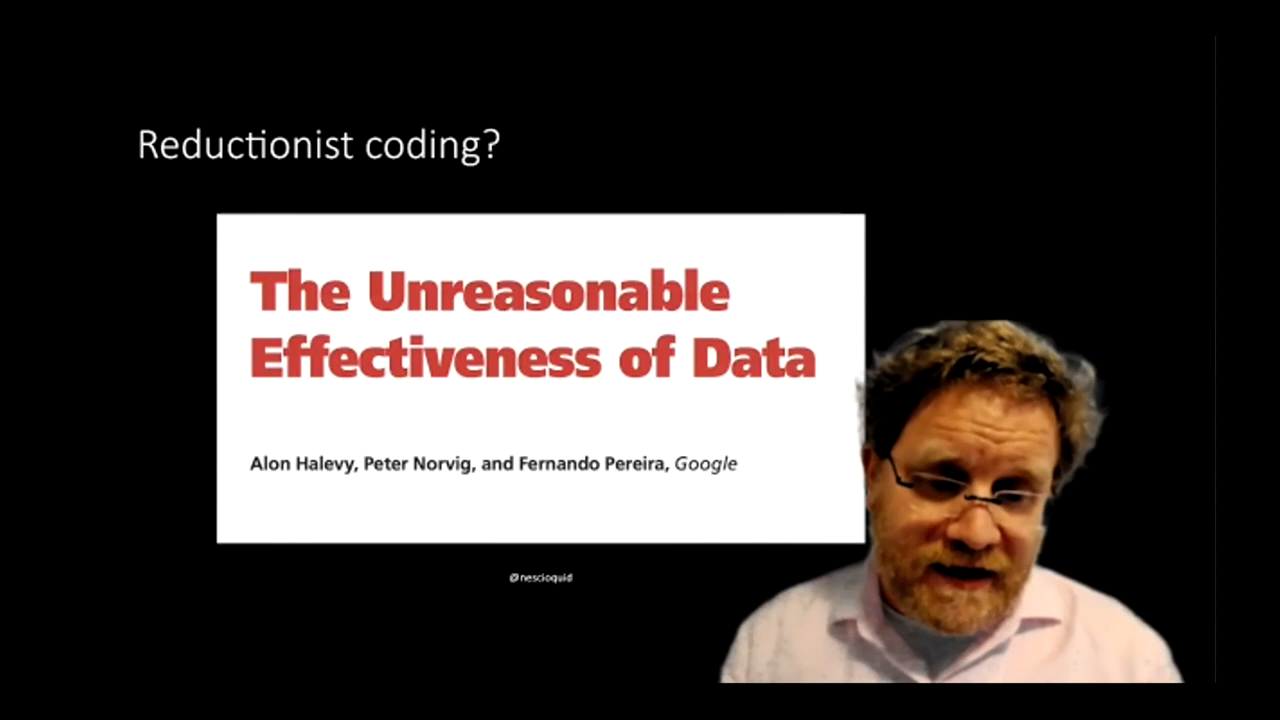 Reductionist coding?
The Unreasonable
Effectiveness of Data
Alon Halevy, Peter Norvig, and Fernando Pereira, Google
@nescioquid